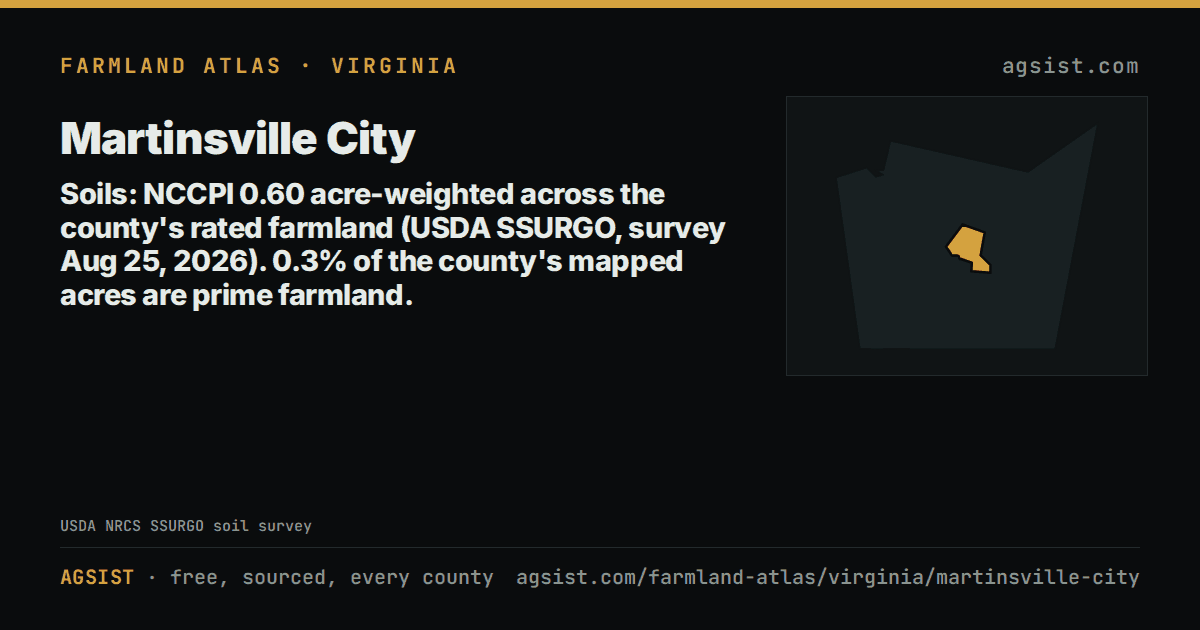 FARMLAND ATLAS · VIRGINIA
agsist.com
Martinsville City
Soils: NCCPI 0.60 acre-weighted across the
county's rated farmland (USDA SSURGO, survey
Aug 25, 2026). 0.3% of the county's mapped
acres are prime farmland.
USDA NRCS SSURGO soil survey
AGSIST · free, sourced, every county
agsist.com/farmland-atlas/virginia/martinsville-city